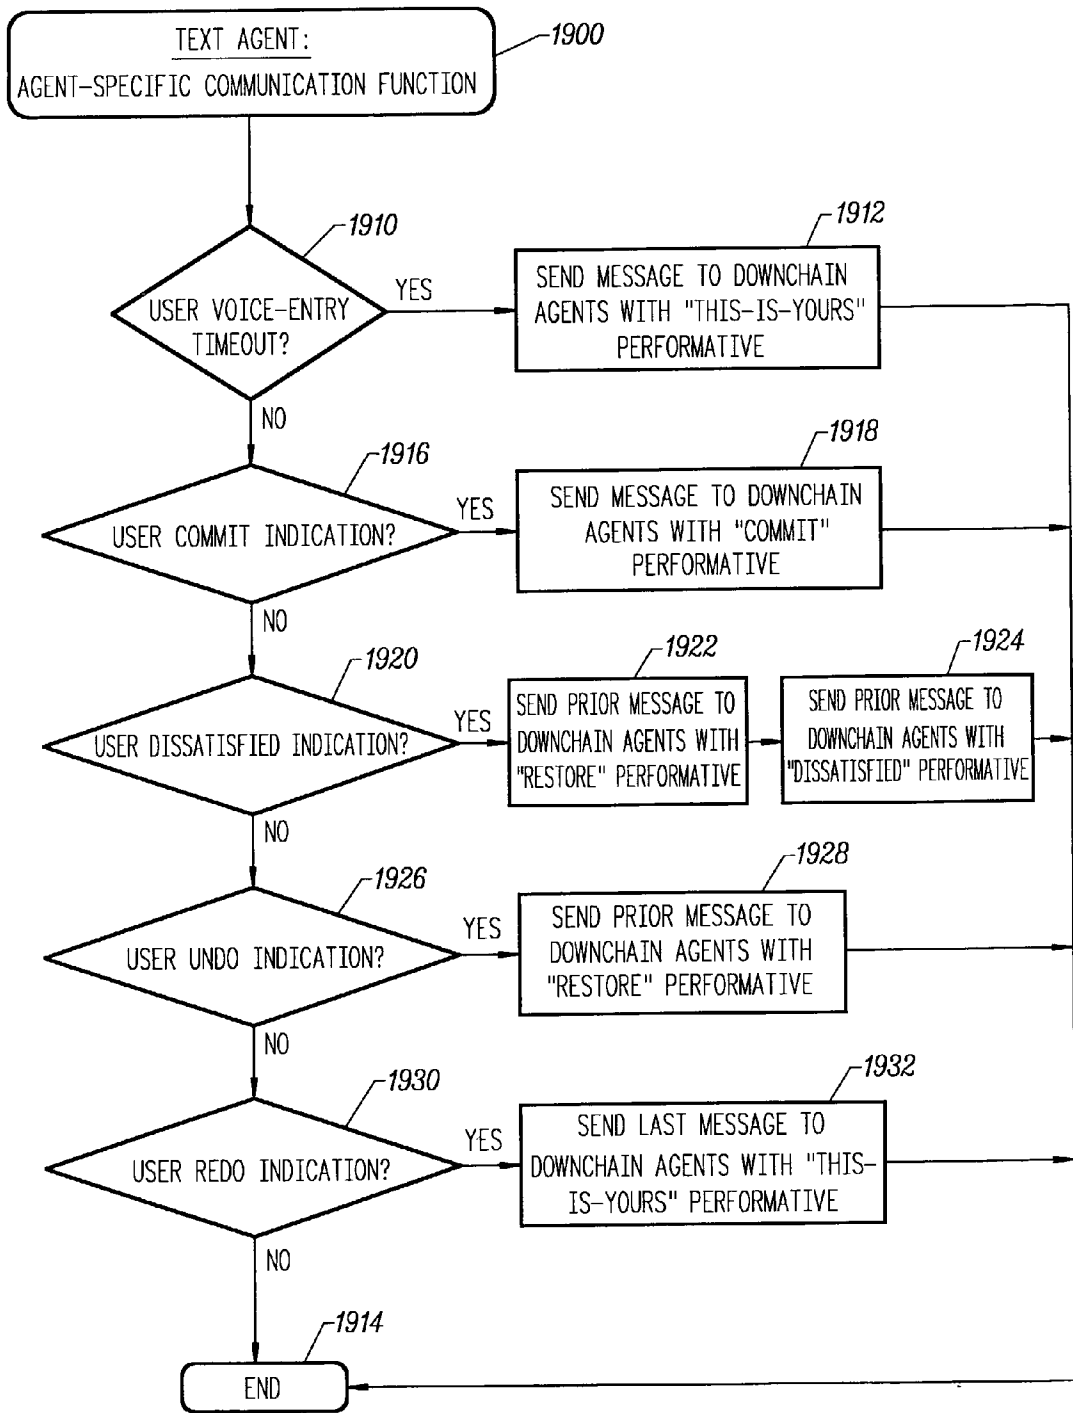 TEXT AGENT:
AGENT-SPECIFIC COMMUNICATION FUNCTION
1900
1910
USER VOICE-ENTRY
TIMEOUT?
YES
NO
1912
SEND MESSAGE TO DOWNCHAIN
AGENTS WITH "THIS-IS-YOURS"
PERFORMATIVE
1916
USER COMMIT INDICATION?
YES
NO
1918
SEND MESSAGE TO DOWNCHAIN
AGENTS WITH "COMMIT"
PERFORMATIVE
1920
USER DISSATISFIED INDICATION?
YES
NO
1922
SEND PRIOR MESSAGE TO
DOWNCHAIN AGENTS WITH
"RESTORE" PERFORMATIVE
1924
SEND PRIOR MESSAGE TO
DOWNCHAIN AGENTS WITH
"DISSATISFIED" PERFORMATIVE
1926
USER UNDO INDICATION?
YES
NO
1928
SEND PRIOR MESSAGE TO
DOWNCHAIN AGENTS WITH
"RESTORE" PERFORMATIVE
1930
USER REDO INDICATION?
YES
NO
1932
SEND LAST MESSAGE TO
DOWNCHAIN AGENTS WITH "THIS-
IS-YOURS" PERFORMATIVE
1914
END